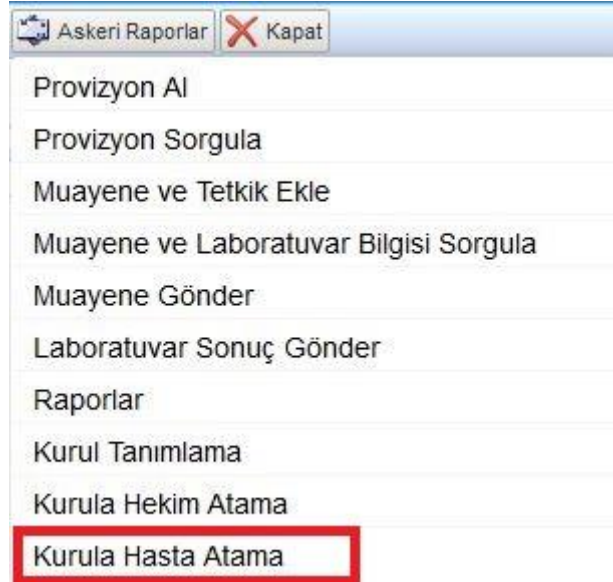 Askeri Raporlar Kapat
Provizyon Al
Provizyon Sorgula
Muayene ve Tetkik Ekle
Muayene ve Laboratuvar Bilgisi Sorgula
Muayene Gönder
Laboratuvar Sonuç Gönder
Raporlar
Kurul Tanımlama
Kurula Hekim Atama
Kurula Hasta Atama